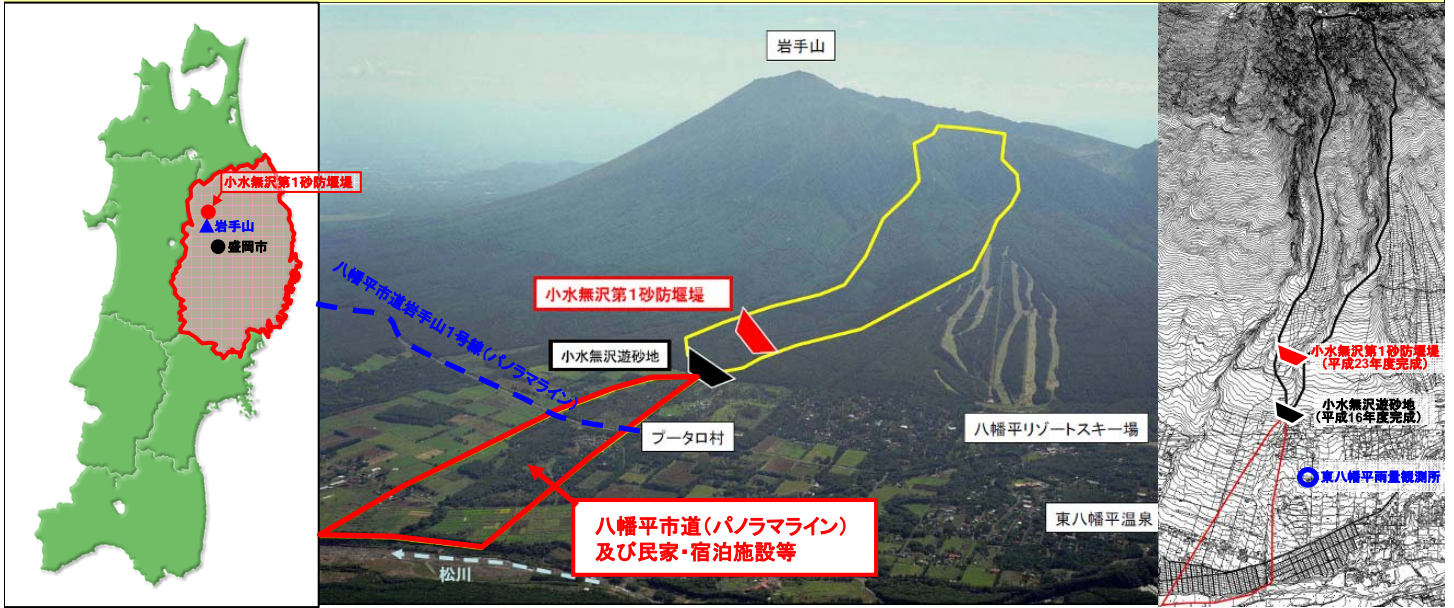 小水無沢第1砂防堰堤
岩手山
盛岡市
岩手山
八幡平市道岩手山1号線(パノラマライン)
小水無沢第1砂防堰堤
小水無沢遊砂地
ブータロ村
八幡平リゾートスキー場
東八幡平温泉
八幡平市道(パノラマライン)
及び民家・宿泊施設等
松川
小水無沢第1砂防堰堤
(平成23年度完成)
小水無沢遊砂地
(平成16年度完成)
東八幡平雨量観測所